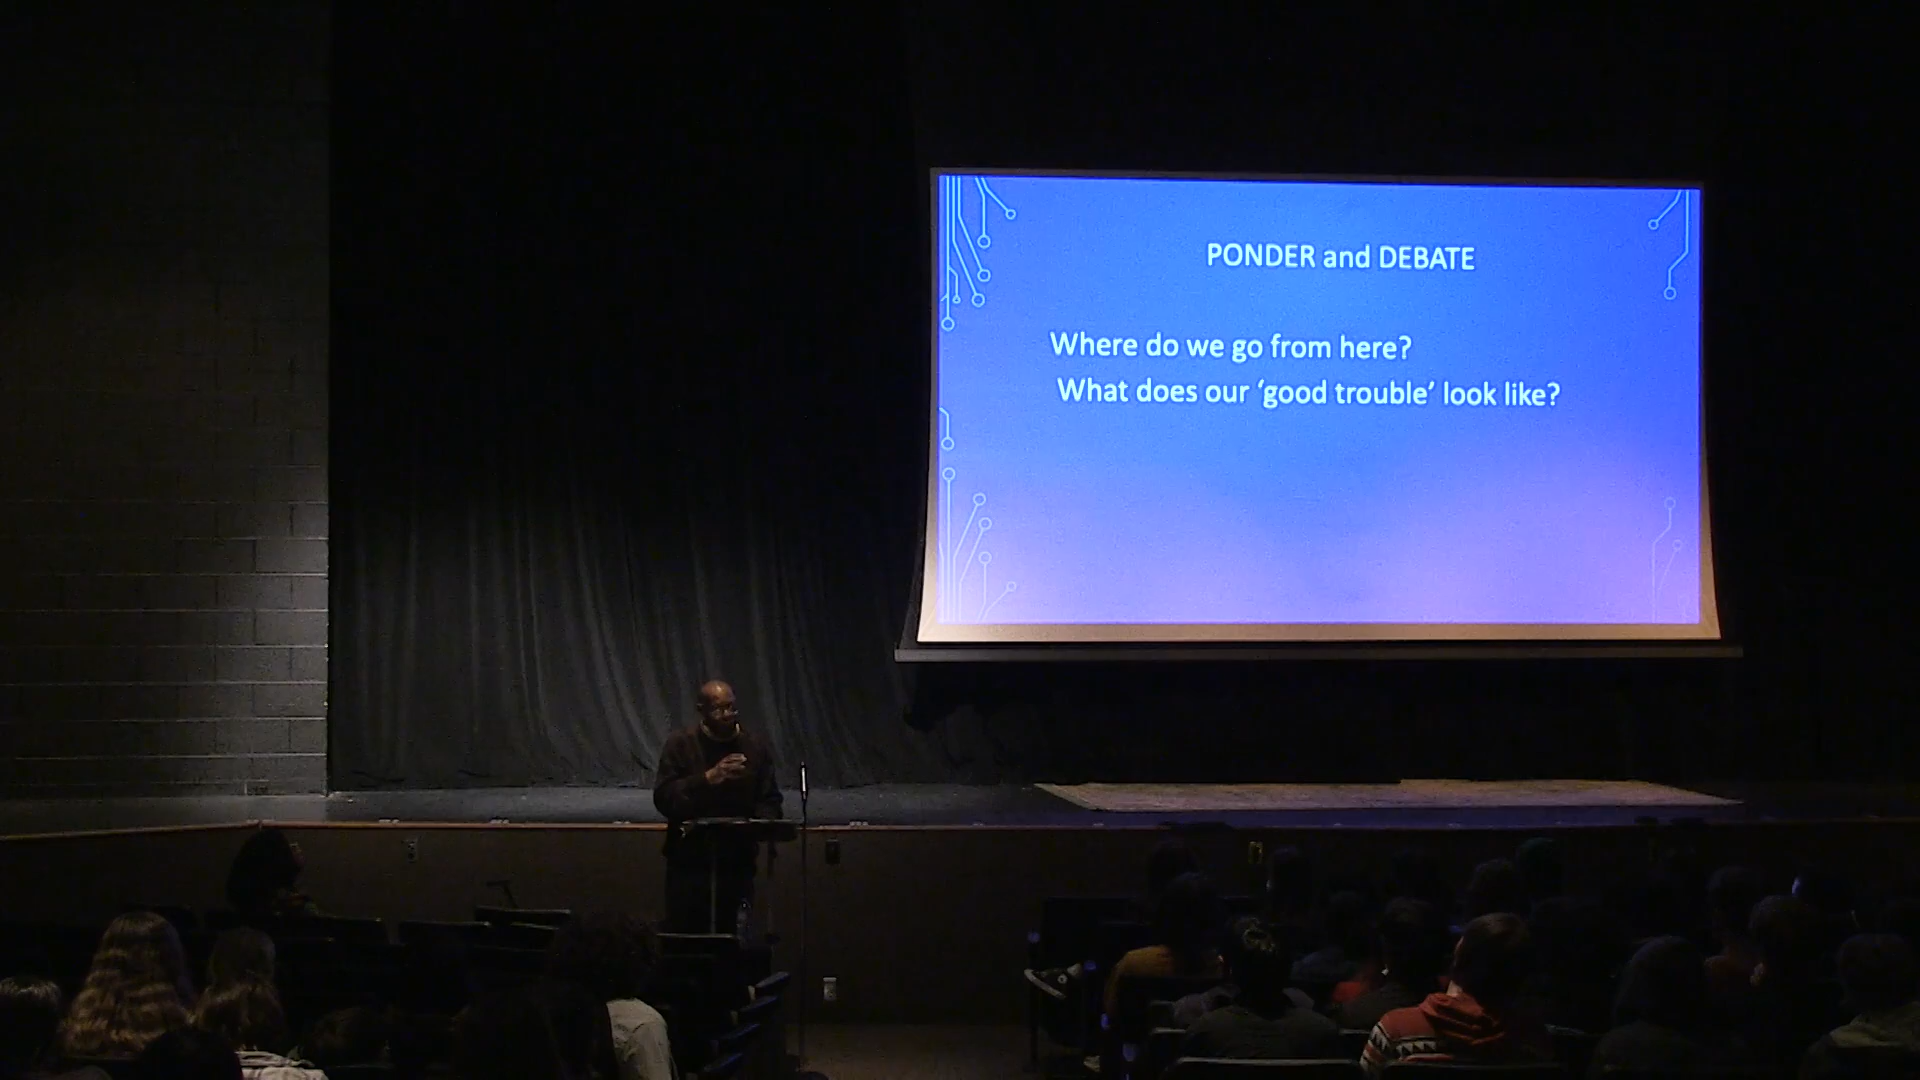 PONDER and DEBATE
Where do we go from here?
What does our ‘good trouble’ look like?